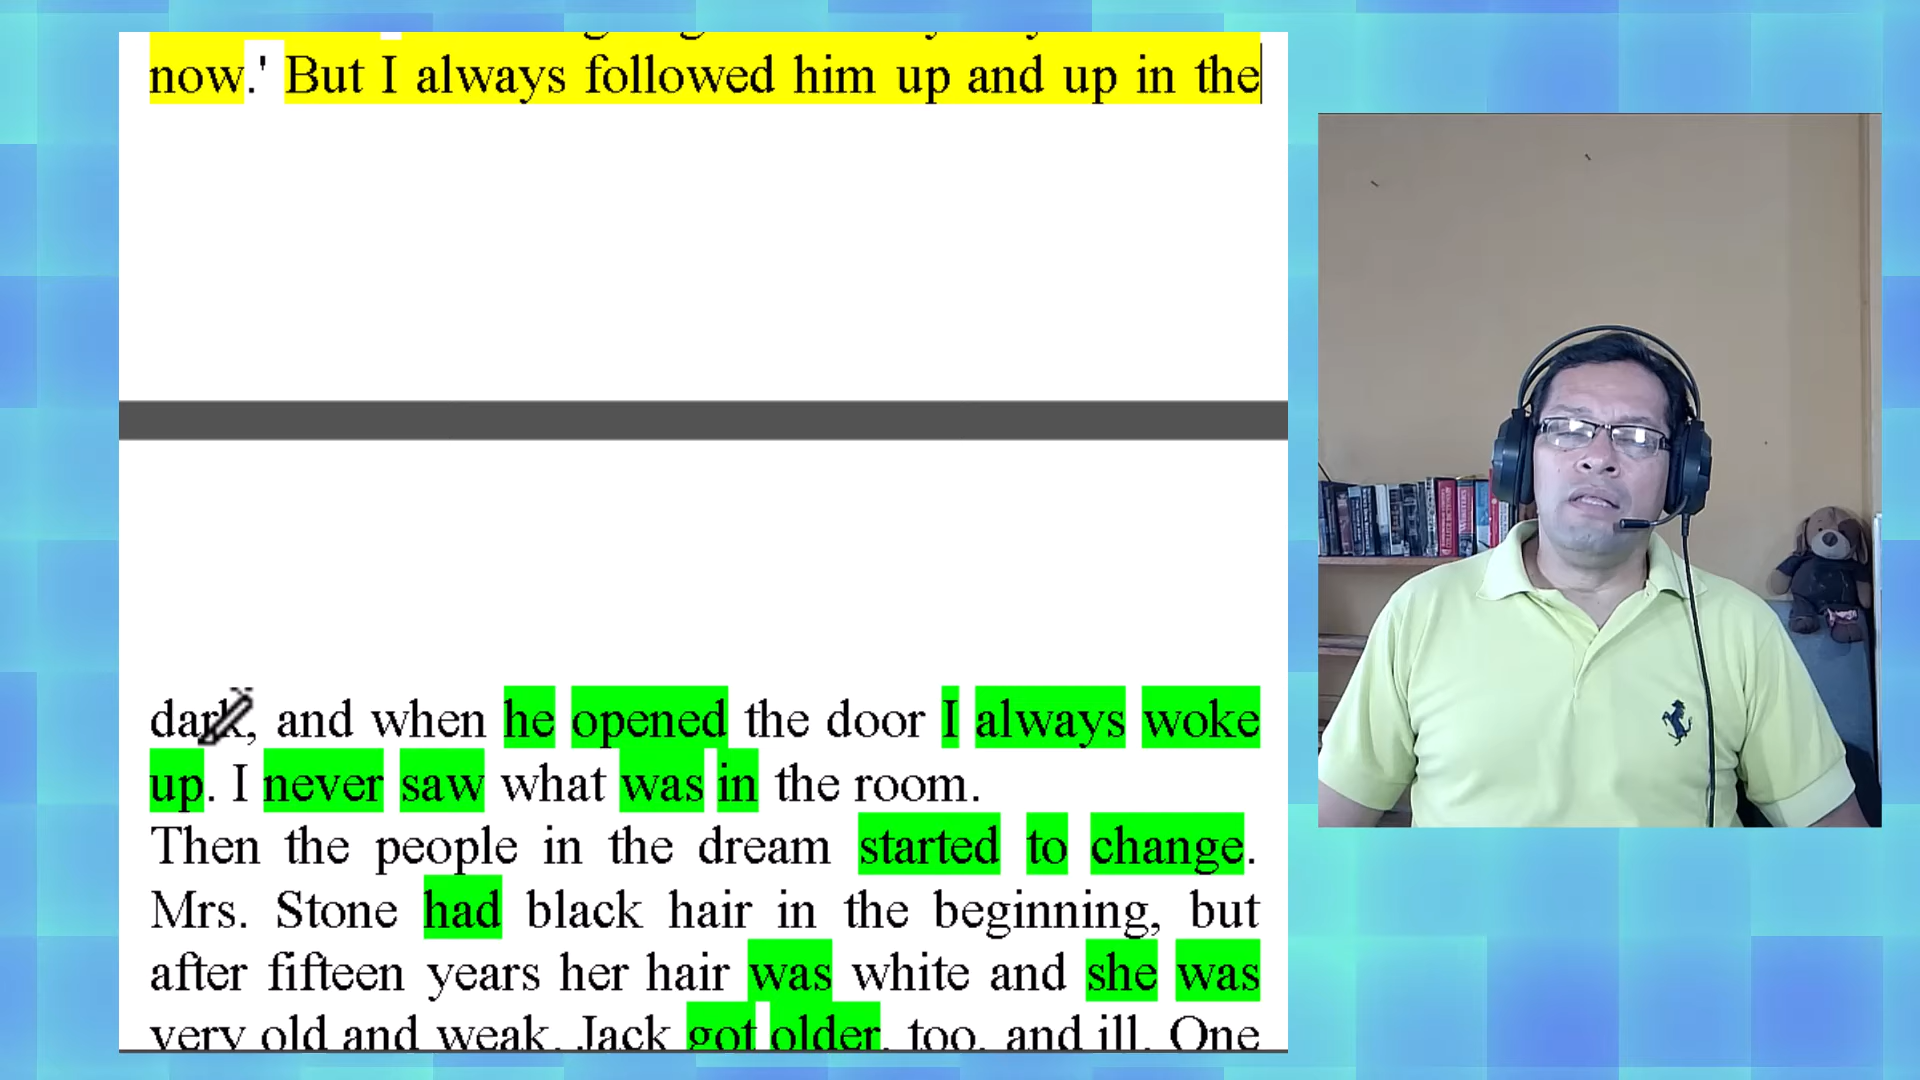 now.' But I always followed him up and up in the
dark, and when he opened the door I always woke
up. I never saw what was in the room.
Then the people in the dream started to change.
Mrs. Stone had black hair in the beginning, but
after fifteen years her hair was white and she was
very old and weak. Jack got older, too, and ill. One